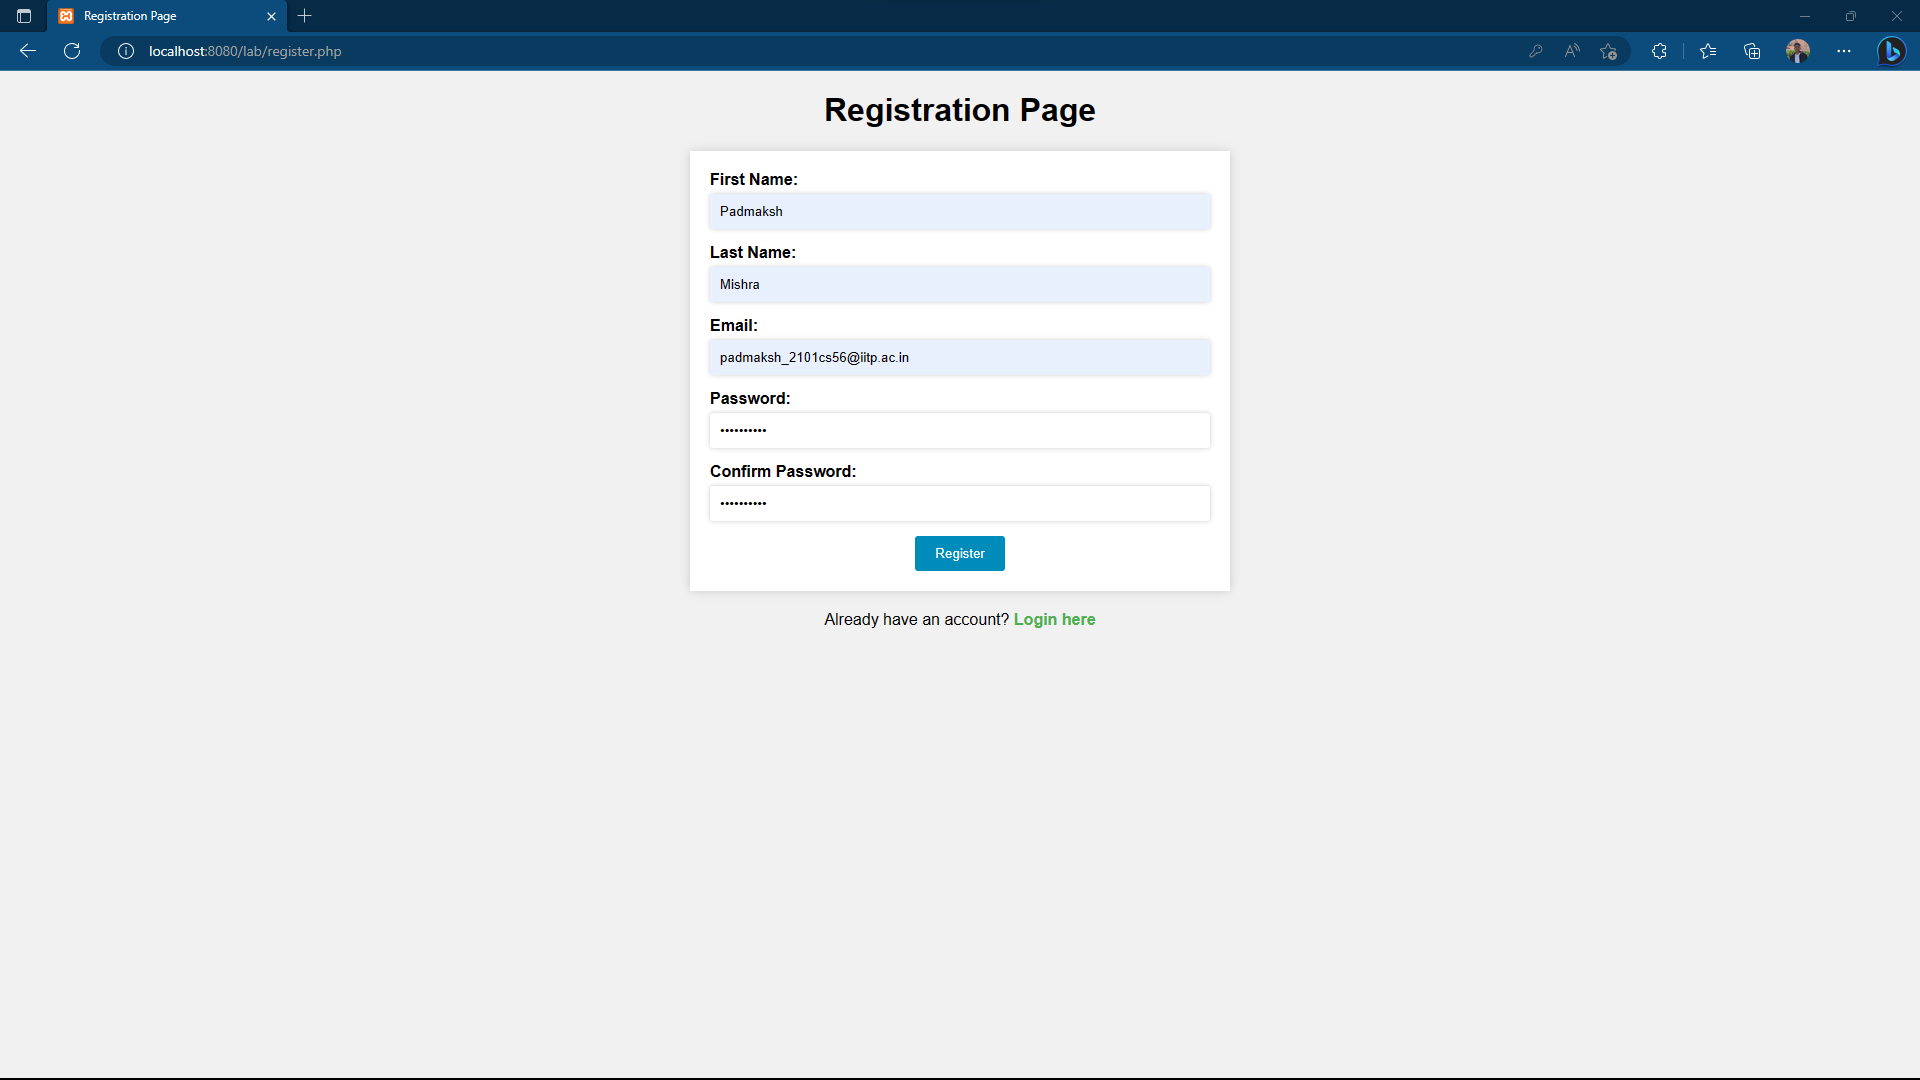 Registration Page
localhost:8080/lab/register.php
Registration Page
First Name:
Padmaksh
Last Name:
Mishra
Email:
padmaksh_2101cs56@iitp.ac.in
Password:
••••••••••
Confirm Password:
••••••••••
Register
Already have an account? Login here